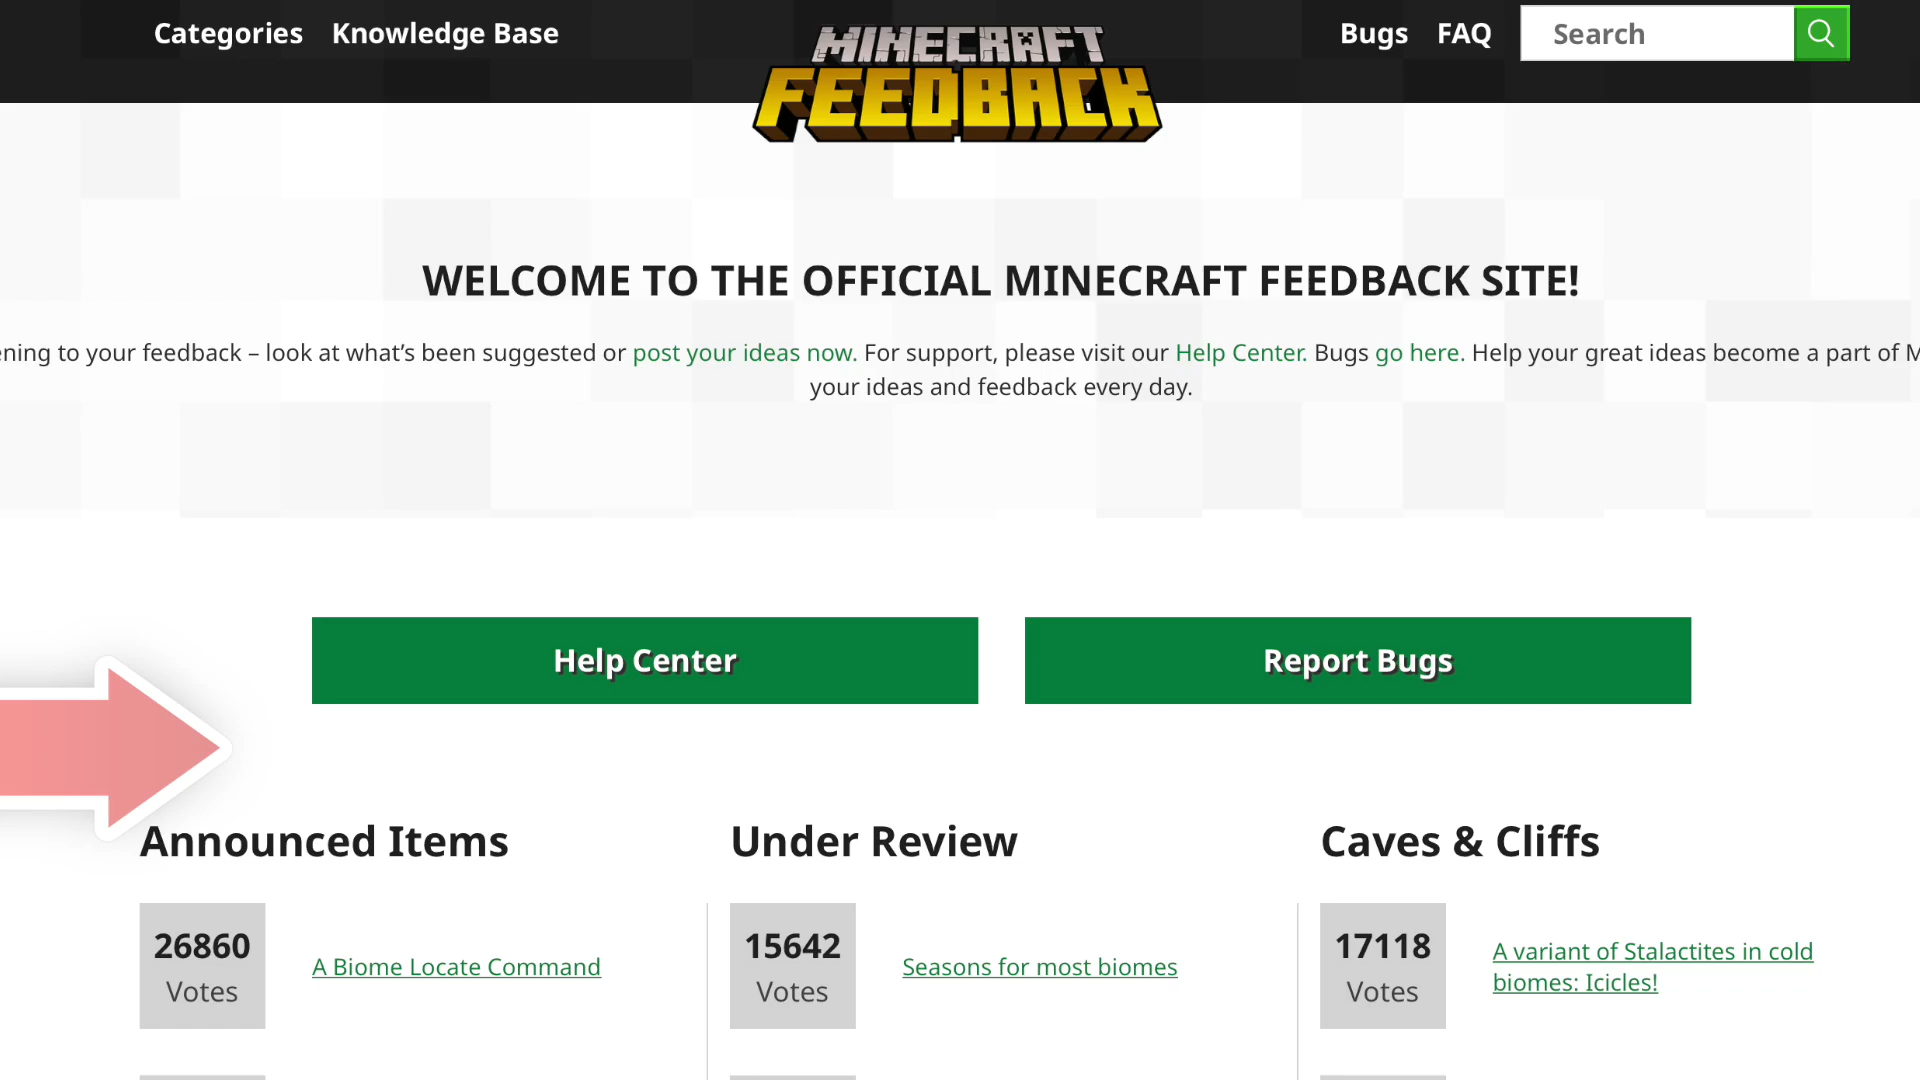 Categories Knowledge Base
MINECRAFT
FEEDBACK
Bugs FAQ Search
WELCOME TO THE OFFICIAL MINECRAFT FEEDBACK SITE!
to your feedback – look at what’s been suggested or post your ideas now. For support, please visit our Help Center. Bugs go here. Help your great ideas become a part of
your ideas and feedback every day.
Help Center
Report Bugs
Announced Items
Under Review
Caves & Cliffs
26860
Votes
A Biome Locate Command
15642
Votes
Seasons for most biomes
17118
Votes
A variant of Stalactites in cold
biomes: Icicles!